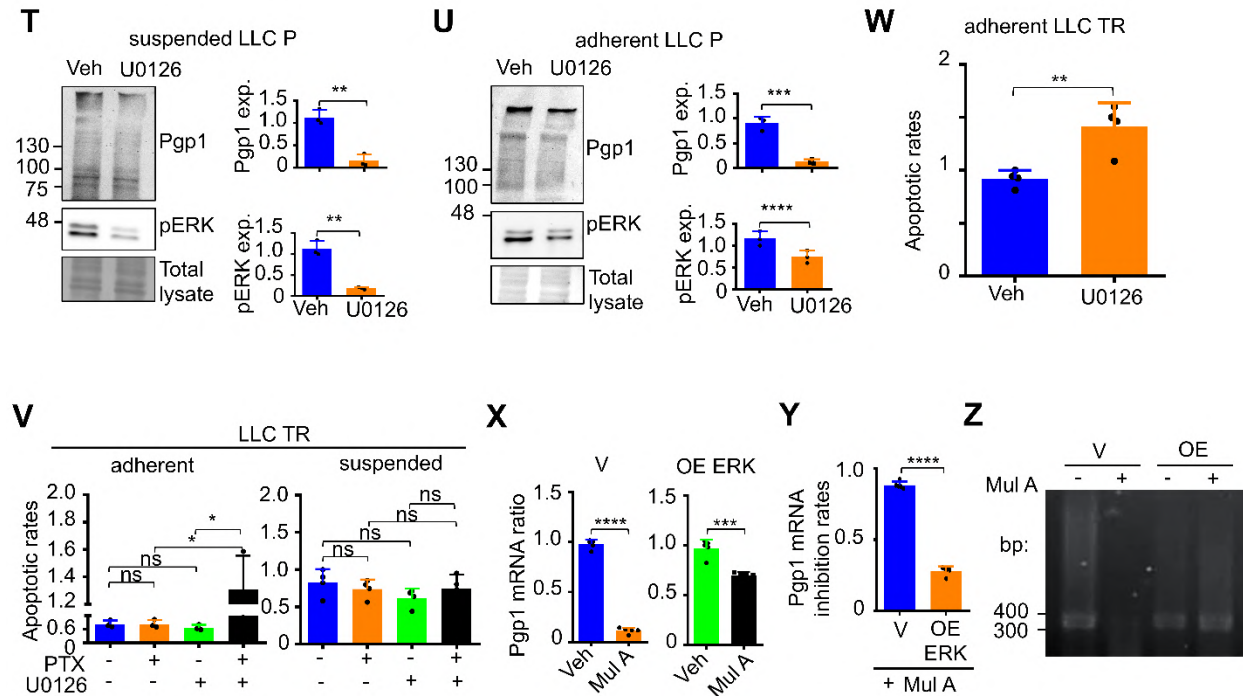 T
suspended LLC P
Veh U0126
130
100
75
Pgp1
48
pERK
Total
lysate
Pgp1 exp.
1.5
1.0
0.5
0
**
pERK exp.
1.5
1.0
0.5
0
**
Veh U0126
U
adherent LLC P
Veh U0126
130
100
Pgp1
48
pERK
Total
lysate
Pgp1 exp.
1.5
1.0
0.5
0
***
pERK exp.
1.5
1.0
0.5
0
****
Veh U0126
W
adherent LLC TR
Apoptotic rates
2
1
0
**
Veh U0126
V
LLC TR
adherent
Apoptotic rates
2.0
1.8
1.6
1.4
1.2
0.6
0.0
ns
ns
*
*
suspended
2.0
1.5
1.0
0.5
0.0
ns
ns
ns
ns
PTX - + - + - + - +
U0126 - - + + - - + +
X
V
Pgp1 mRNA ratio
1.5
1.0
0.5
0
****
Veh Mul A
OE ERK
1.5
1.0
0.5
0
***
Veh Mul A
Y
Pgp1 mRNA
inhibition rates
1.0
0.5
0
****
V OE
ERK
+ Mul A
Z
V OE
Mul A - + - +
bp:
400
300